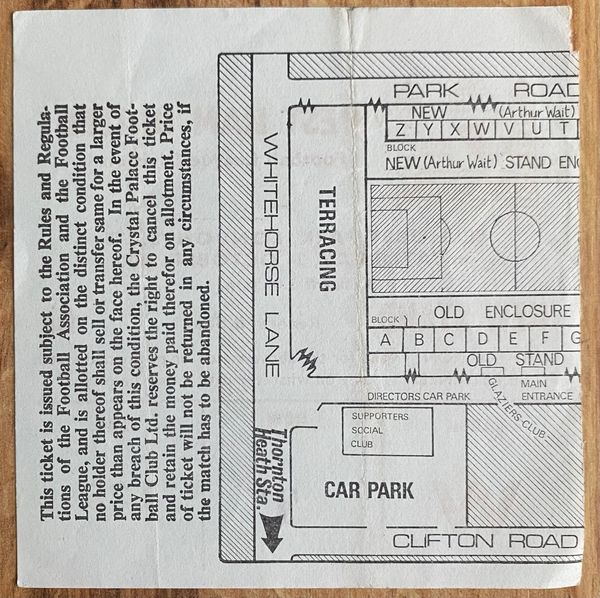 This ticket is issued subject to the Rules and Regula-
tions of the Football Association and the Football
League, and is allotted on the distinct condition that
no holder thereof shall sell or transfer same for a larger
price than appears on the face hereof. In the event of
any breach of this condition, the Crystal Palace Foot-
ball Club Ltd. reserves the right to cancel this ticket
and retain the money paid therefor on allotment. Price
of ticket will not be returned in any circumstances, if
the match has to be abandoned.
PARK ROAD
NEW (Arthur Wait)
Z Y X W V U T
BLOCK
NEW (Arthur Wait) STAND ENC
WHITEHORSE LANE
TERRACING
BLOCK OLD ENCLOSURE
A B C D E F G
OLD STAND
DIRECTORS CAR PARK
MAIN
ENTRANCE
GLAZIERS CLUB
SUPPORTERS
SOCIAL
CLUB
CAR PARK
Thornton
Heath Sta.
CLIFTON ROAD